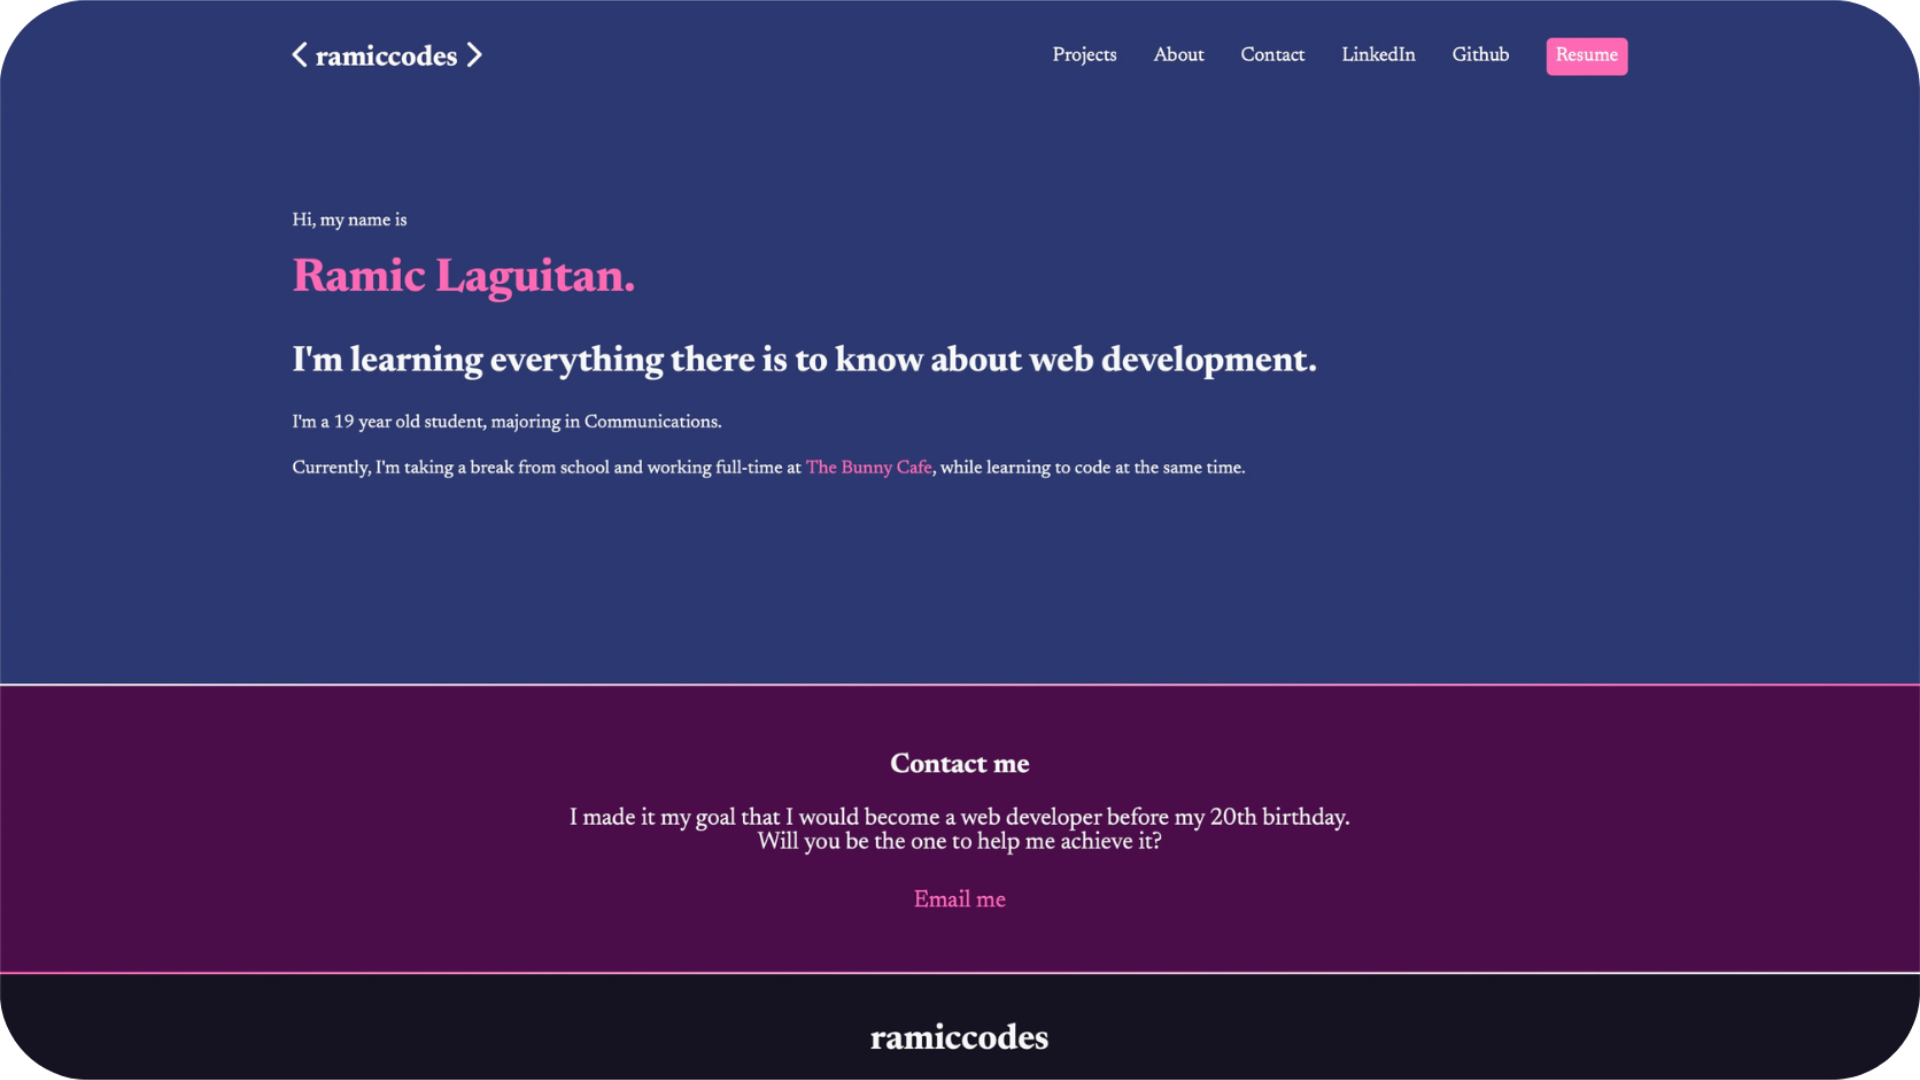 < ramiccodes >
Projects About Contact LinkedIn Github Resume
Hi, my name is
Ramic Laguitan.
I'm learning everything there is to know about web development.
I'm a 19 year old student, majoring in Communications.
Currently, I'm taking a break from school and working full-time at The Bunny Cafe, while learning to code at the same time.
Contact me
I made it my goal that I would become a web developer before my 20th birthday.
Will you be the one to help me achieve it?
Email me
ramiccodes